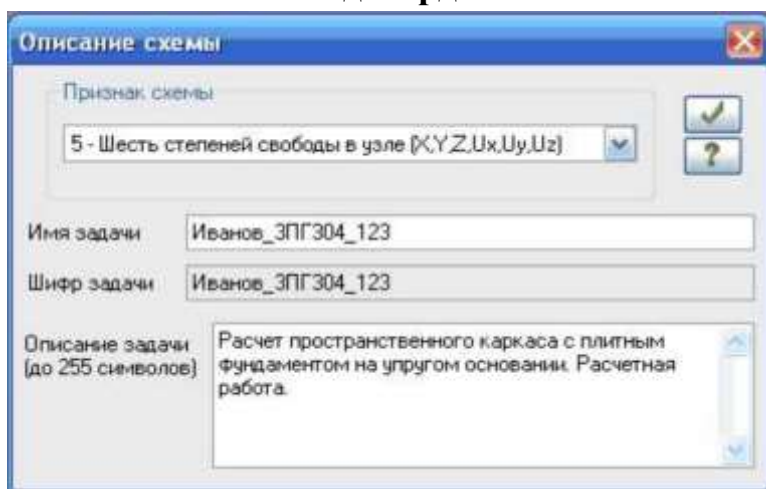 Описание схемы
Признак схемы
5 - Шесть степеней свободы в узле (X,Y,Z,Ux,Uy,Uz)
?
Имя задачи
Иванов_ЗПГ304_123
Шифр задачи
Иванов_ЗПГ304_123
Описание задачи
(до 255 символов)
Расчет пространственного каркаса с плитным
фундаментом на упругом основании. Расчетная
работа.